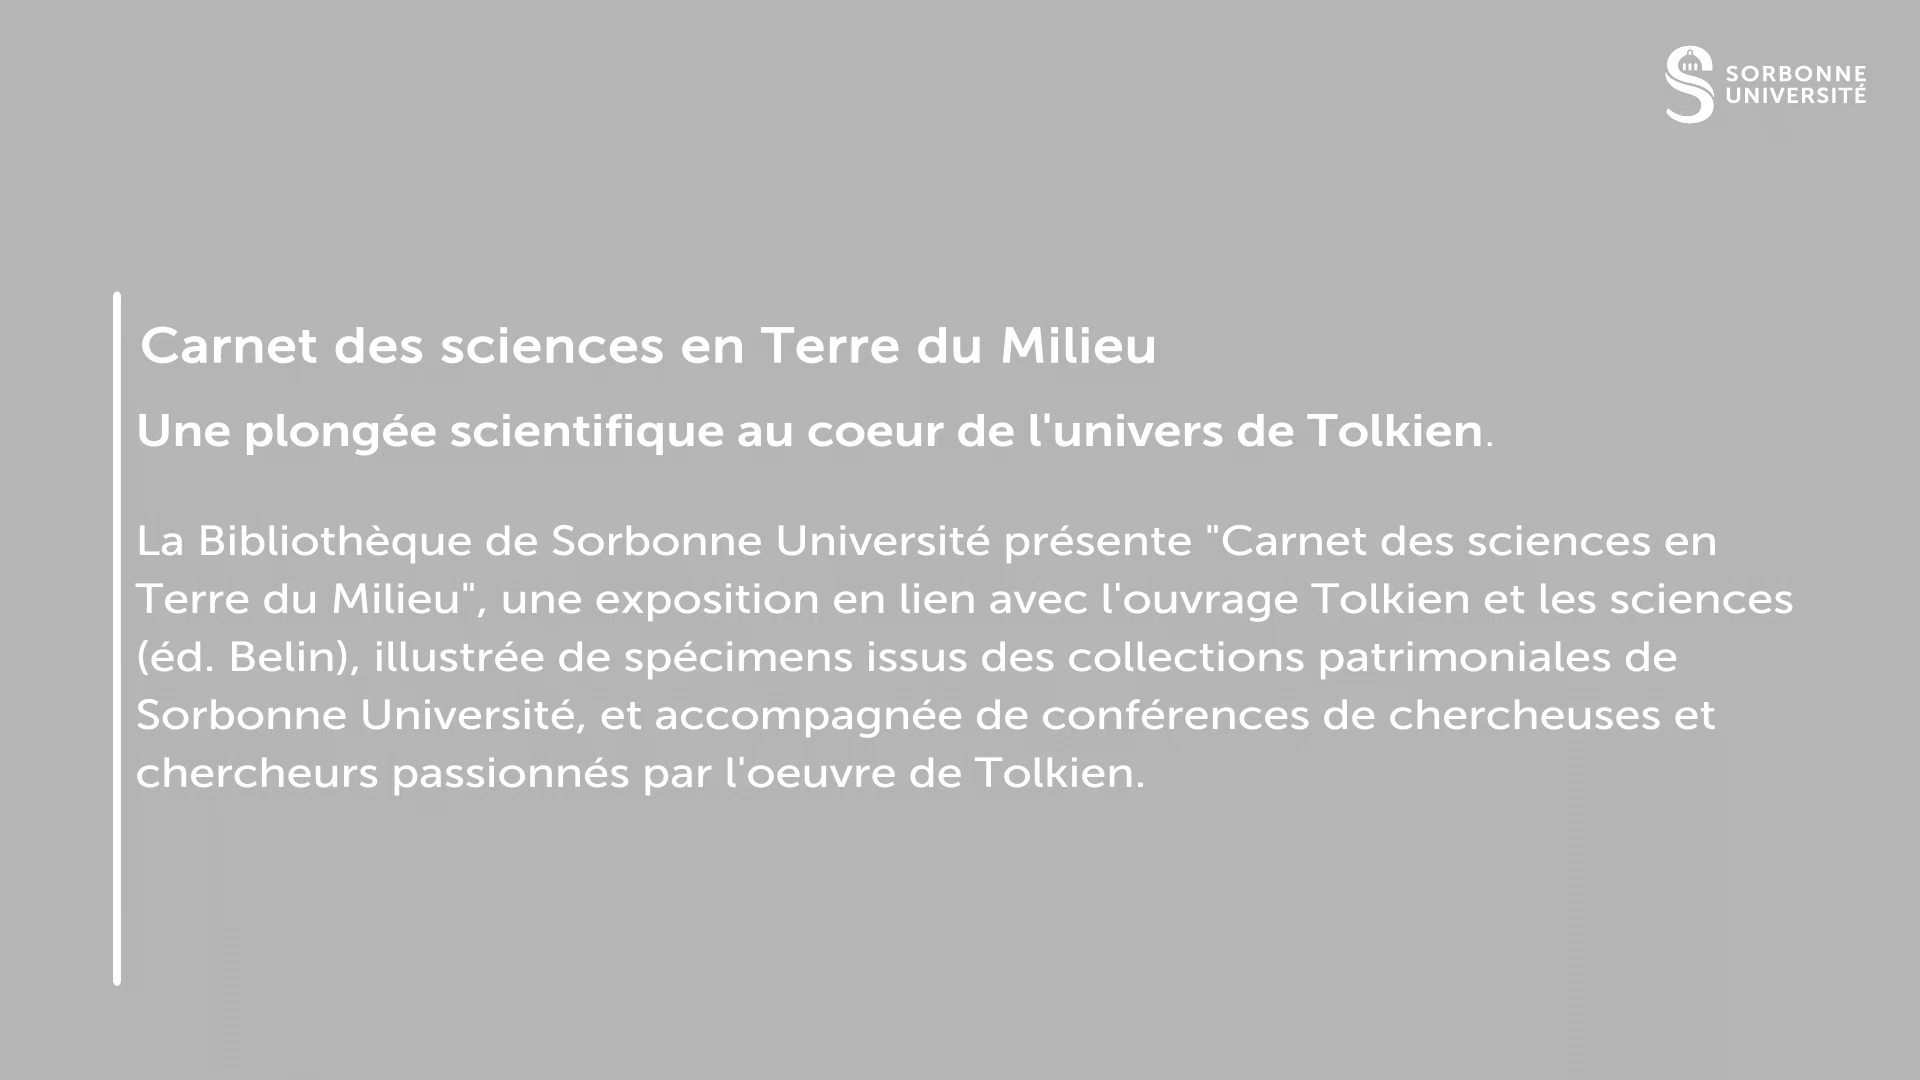 SORBONNE
UNIVERSITÉ
Carnet des sciences en Terre du Milieu
Une plongée scientifique au coeur de l'univers de Tolkien.
La Bibliothèque de Sorbonne Université présente "Carnet des sciences en
Terre du Milieu", une exposition en lien avec l'ouvrage Tolkien et les sciences
(éd. Belin), illustrée de spécimens issus des collections patrimoniales de
Sorbonne Université, et accompagnée de conférences de chercheuses et
chercheurs passionnés par l'oeuvre de Tolkien.